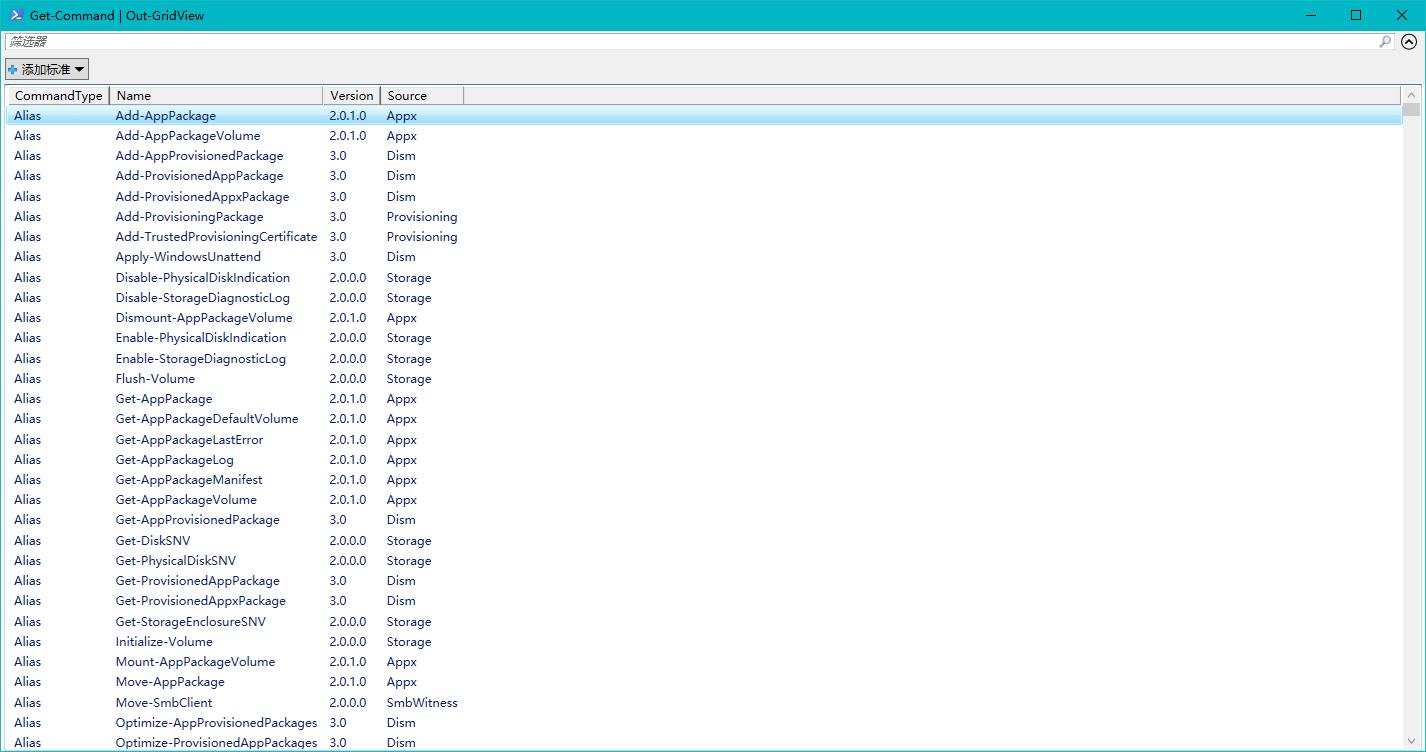 Get-Command | Out-GridView
筛选器
添加标准
CommandType Name Version Source
Alias Add-AppPackage 2.0.1.0 Appx
Alias Add-AppPackageVolume 2.0.1.0 Appx
Alias Add-AppProvisionedPackage 3.0 Dism
Alias Add-ProvisionedAppPackage 3.0 Dism
Alias Add-ProvisionedAppxPackage 3.0 Dism
Alias Add-ProvisioningPackage 3.0 Provisioning
Alias Add-TrustedProvisioningCertificate 3.0 Provisioning
Alias Apply-WindowsUnattend 3.0 Dism
Alias Disable-PhysicalDiskIndication 2.0.0.0 Storage
Alias Disable-StorageDiagnosticLog 2.0.0.0 Storage
Alias Dismount-AppPackageVolume 2.0.1.0 Appx
Alias Enable-PhysicalDiskIndication 2.0.0.0 Storage
Alias Enable-StorageDiagnosticLog 2.0.0.0 Storage
Alias Flush-Volume 2.0.0.0 Storage
Alias Get-AppPackage 2.0.1.0 Appx
Alias Get-AppPackageDefaultVolume 2.0.1.0 Appx
Alias Get-AppPackageLastError 2.0.1.0 Appx
Alias Get-AppPackageLog 2.0.1.0 Appx
Alias Get-AppPackageManifest 2.0.1.0 Appx
Alias Get-AppPackageVolume 2.0.1.0 Appx
Alias Get-AppProvisionedPackage 3.0 Dism
Alias Get-DiskSNV 2.0.0.0 Storage
Alias Get-PhysicalDiskSNV 2.0.0.0 Storage
Alias Get-ProvisionedAppPackage 3.0 Dism
Alias Get-ProvisionedAppxPackage 3.0 Dism
Alias Get-StorageEnclosureSNV 2.0.0.0 Storage
Alias Initialize-Volume 2.0.0.0 Storage
Alias Mount-AppPackageVolume 2.0.1.0 Appx
Alias Move-AppPackage 2.0.1.0 Appx
Alias Move-SmbClient 2.0.0.0 SmbWitness
Alias Optimize-AppProvisionedPackages 3.0 Dism
Alias Optimize-ProvisionedAppPackages 3.0 Dism